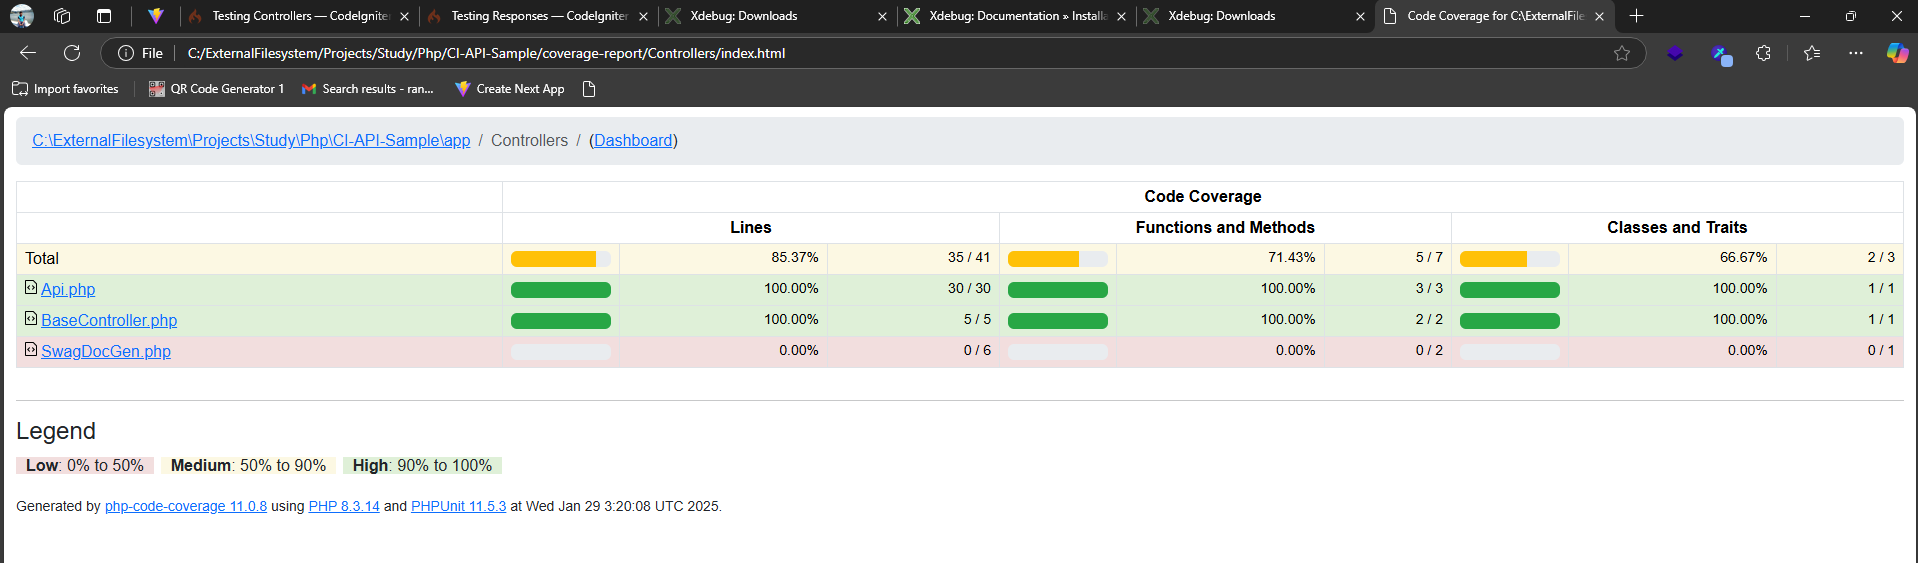 Testing Controllers — CodeIgniter
Testing Responses — CodeIgniter
Xdebug: Downloads
Xdebug: Documentation » Installa
Xdebug: Downloads
Code Coverage for C:\ExternalFile
File
C:/ExternalFilesystem/Projects/Study/Php/CI-API-Sample/coverage-report/Controllers/index.html
Import favorites
QR Code Generator 1
Search results - ran...
Create Next App
C:\ExternalFilesystem\Projects\Study\Php\CI-API-Sample\app / Controllers / (Dashboard)
Code Coverage
Lines Functions and Methods Classes and Traits
Total 85.37% 35 / 41 71.43% 5 / 7 66.67% 2 / 3
Api.php 100.00% 30 / 30 100.00% 3 / 3 100.00% 1 / 1
BaseController.php 100.00% 5 / 5 100.00% 2 / 2 100.00% 1 / 1
SwagDocGen.php 0.00% 0 / 6 0.00% 0 / 2 0.00% 0 / 1
Legend
Low: 0% to 50% Medium: 50% to 90% High: 90% to 100%
Generated by php-code-coverage 11.0.8 using PHP 8.3.14 and PHPUnit 11.5.3 at Wed Jan 29 3:20:08 UTC 2025.